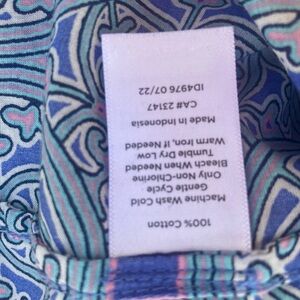 100% Cotton
Machine Wash Cold
Gentle Cycle
Only Non-Chlorine
Bleach When Needed
Tumble Dry Low
Warm Iron, If Needed
Made in Indonesia
CA# 23147
ID4976 07/22